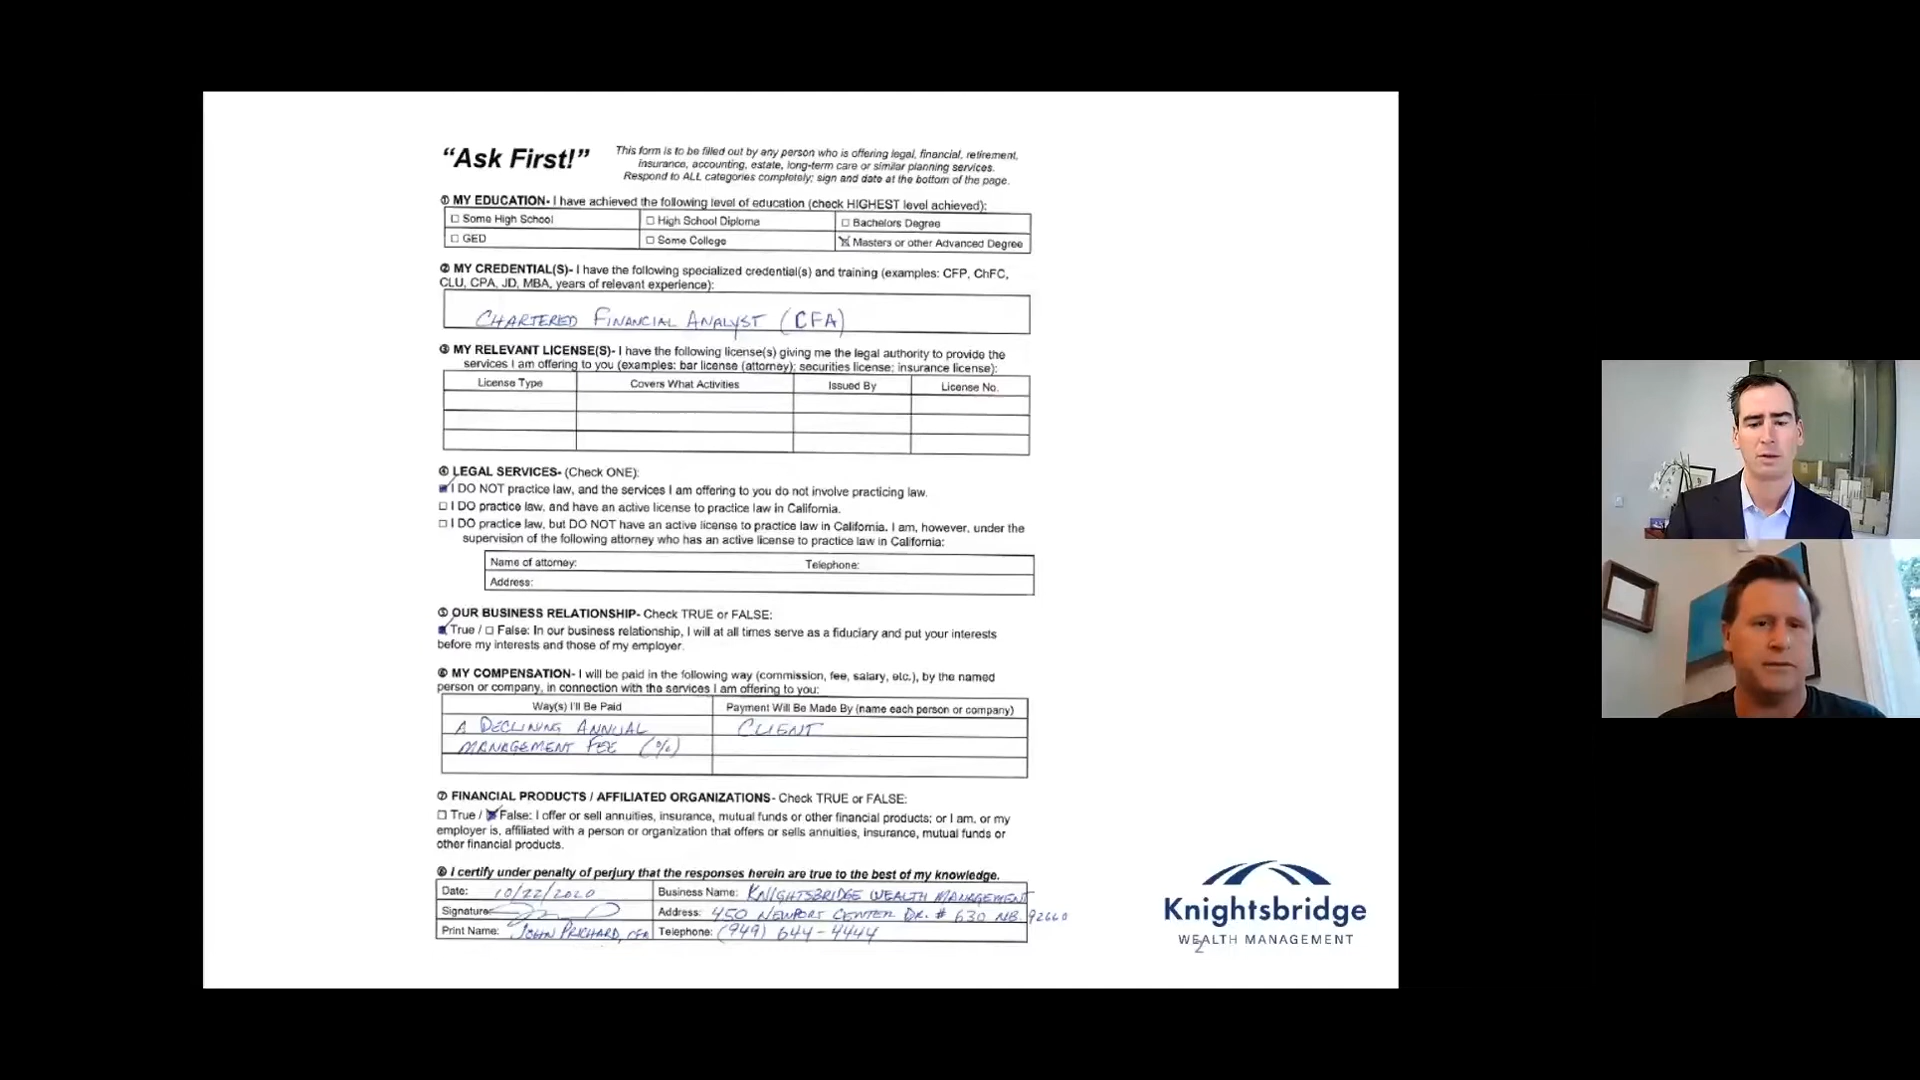 “Ask First!”
This form is to be filled out by any person who is offering legal, financial, retirement,
insurance, accounting, estate, long-term care or similar planning services.
Respond to ALL categories completely; sign and date at the bottom of the page.
① MY EDUCATION- I have achieved the following level of education (check HIGHEST level achieved):
☐ Some High School ☐ High School Diploma ☐ Bachelors Degree
☐ GED ☐ Some College ☒ Masters or other Advanced Degree
② MY CREDENTIAL(S)- I have the following specialized credential(s) and training (examples: CFP, ChFC,
CLU, CPA, JD, MBA, years of relevant experience):
CHARTERED FINANCIAL ANALYST (CFA)
③ MY RELEVANT LICENSE(S)- I have the following license(s) giving me the legal authority to provide the
services I am offering to you (examples: bar license (attorney); securities license; insurance license):
License Type Covers What Activities Issued By License No.
④ LEGAL SERVICES- (Check ONE):
☒ I DO NOT practice law, and the services I am offering to you do not involve practicing law.
☐ I DO practice law, and have an active license to practice law in California.
☐ I DO practice law, but DO NOT have an active license to practice law in California. I am, however, under the
supervision of the following attorney who has an active license to practice law in California:
Name of attorney: Telephone:
Address:
⑤ OUR BUSINESS RELATIONSHIP- Check TRUE or FALSE:
☒ True / ☐ False: In our business relationship, I will at all times serve as a fiduciary and put your interests
before my interests and those of my employer.
⑥ MY COMPENSATION- I will be paid in the following way (commission, fee, salary, etc.), by the named
person or company, in connection with the services I am offering to you:
Way(s) I'll Be Paid Payment Will Be Made By (name each person or company)
A DECLINING ANNUAL CLIENT
MANAGEMENT FEE (%)
⑦ FINANCIAL PRODUCTS / AFFILIATED ORGANIZATIONS- Check TRUE or FALSE:
☐ True / ☒ False: I offer or sell annuities, insurance, mutual funds or other financial products; or I am, or my
employer is, affiliated with a person or organization that offers or sells annuities, insurance, mutual funds or
other financial products.
⑧ I certify under penalty of perjury that the responses herein are true to the best of my knowledge.
Date: 10/22/2020 Business Name: KNIGHTSBRIDGE WEALTH MANAGEMENT
Signature: Address: 450 NEWPORT CENTER DR. # 630 NB 92660
Print Name: JOHN PRICHARD, CFA Telephone: (949) 644-4444
Knightsbridge
WEALTH MANAGEMENT
2